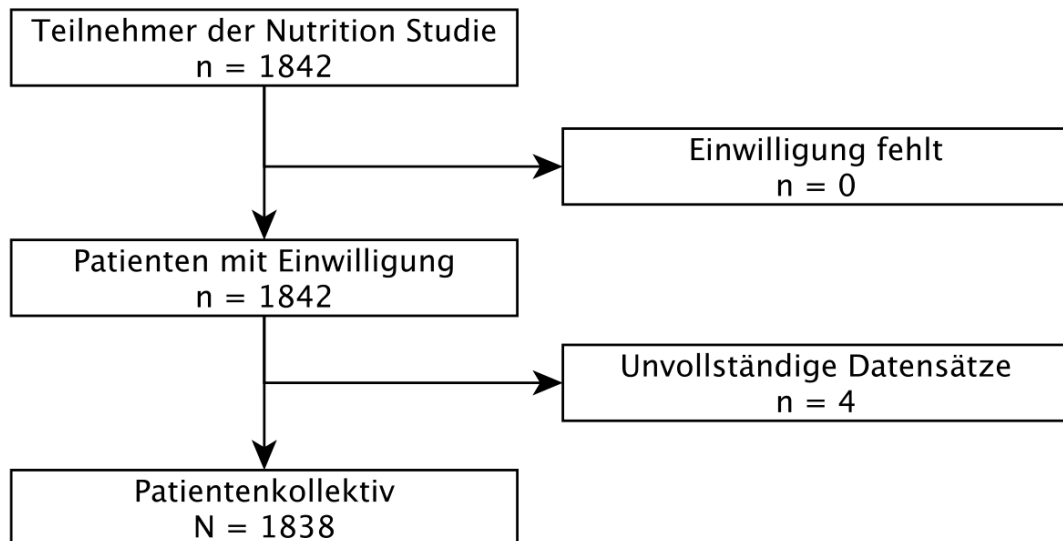 Teilnehmer der Nutrition Studie
n = 1842
Einwilligung fehlt
n = 0
Patienten mit Einwilligung
n = 1842
Unvollständige Datensätze
n = 4
Patientenkollektiv
N = 1838